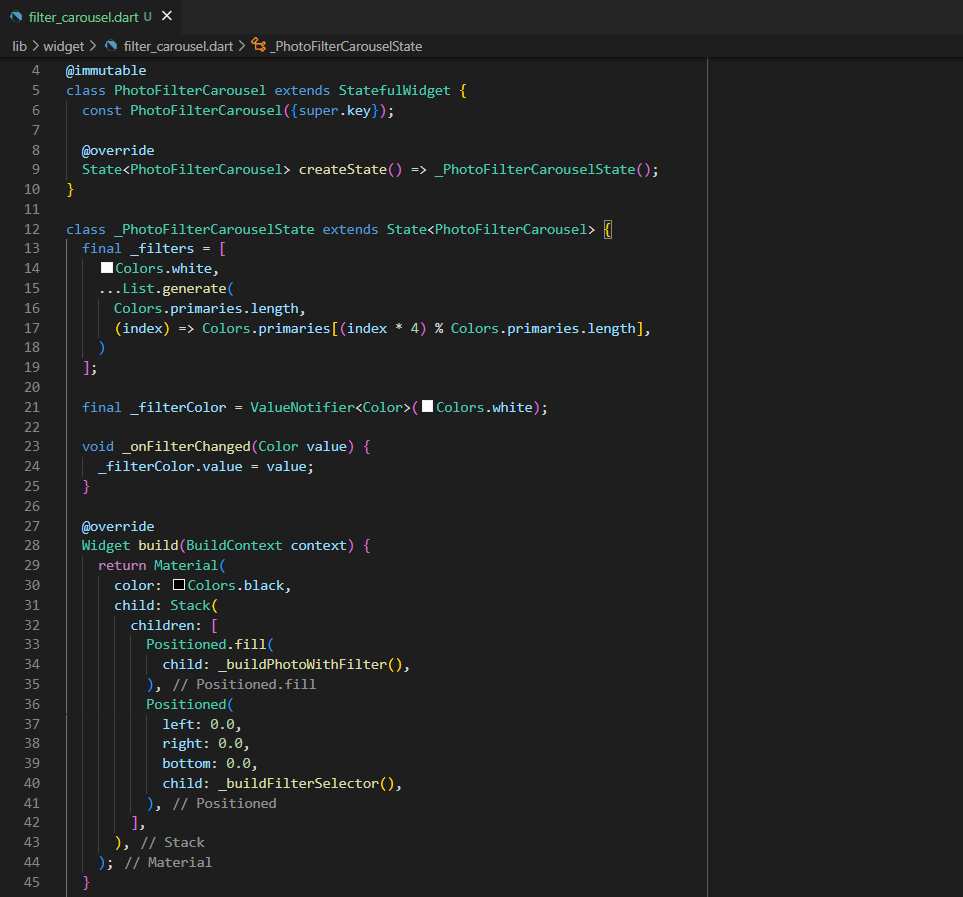 filter_carousel.dart U ×
lib > widget > filter_carousel.dart > _PhotoFilterCarouselState
4 @immutable
5 class PhotoFilterCarousel extends StatefulWidget {
6   const PhotoFilterCarousel({super.key});
7
8   @override
9   State<PhotoFilterCarousel> createState() => _PhotoFilterCarouselState();
10 }
11
12 class _PhotoFilterCarouselState extends State<PhotoFilterCarousel> {
13   final _filters = [
14     Colors.white,
15     ...List.generate(
16       Colors.primaries.length,
17       (index) => Colors.primaries[(index * 4) % Colors.primaries.length],
18     )
19   ];
20
21   final _filterColor = ValueNotifier<Color>(Colors.white);
22
23   void _onFilterChanged(Color value) {
24     _filterColor.value = value;
25   }
26
27   @override
28   Widget build(BuildContext context) {
29     return Material(
30       color: Colors.black,
31       child: Stack(
32         children: [
33           Positioned.fill(
34             child: _buildPhotoWithFilter(),
35           ), // Positioned.fill
36           Positioned(
37             left: 0.0,
38             right: 0.0,
39             bottom: 0.0,
40             child: _buildFilterSelector(),
41           ), // Positioned
42         ],
43       ), // Stack
44     ); // Material
45   }